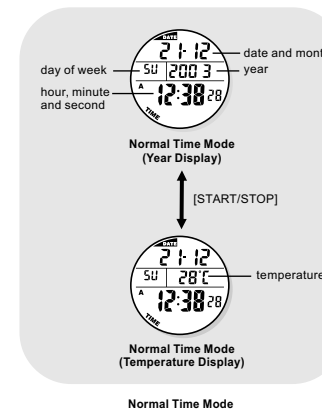 DATE
21-12
date and mont
day of week
SU 2003
year
hour, minute
and second
A 12:38 28
TIME
Normal Time Mode
(Year Display)
[START/STOP]
DATE
21-12
SU 28°C
temperature
A 12:38 28
TIME
Normal Time Mode
(Temperature Display)
Normal Time Mode